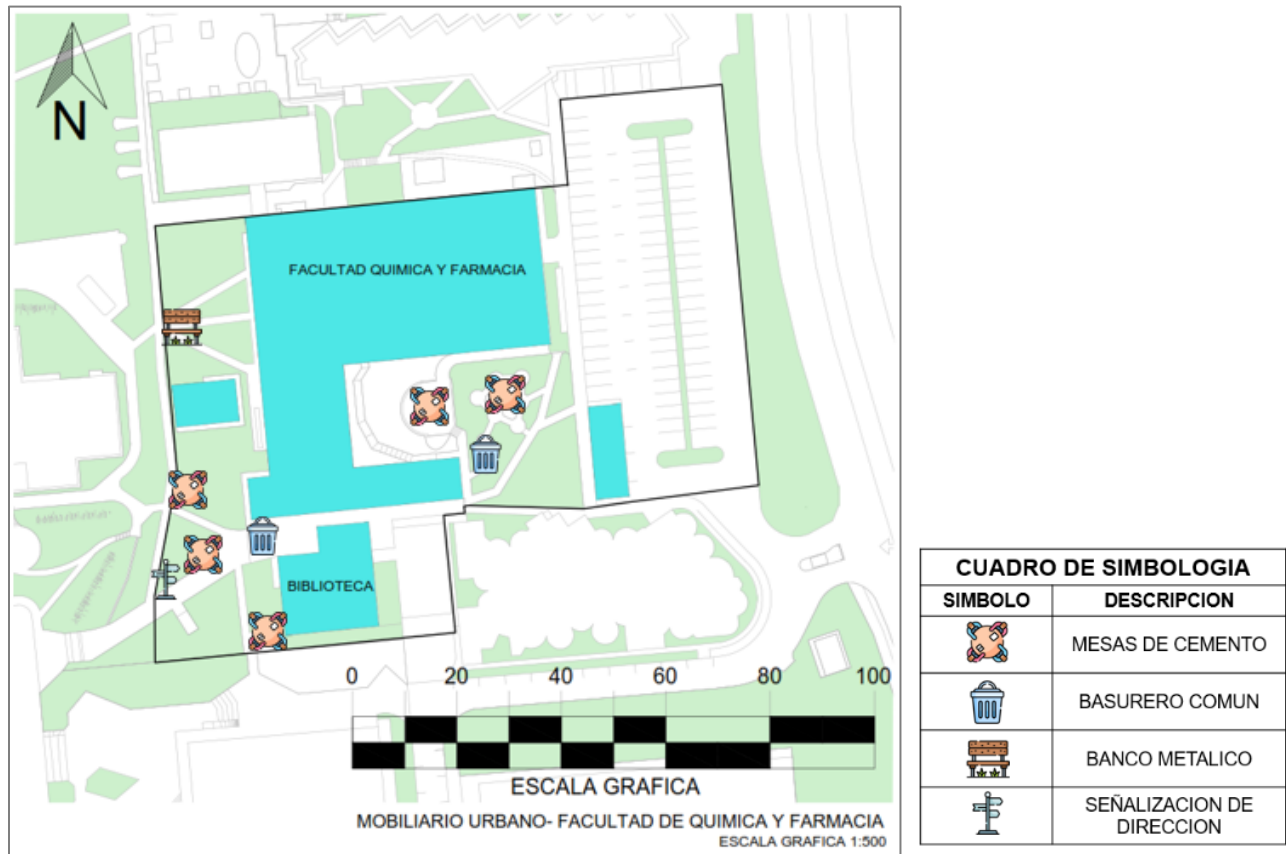 N
FACULTAD QUIMICA Y FARMACIA
BIBLIOTECA
0 20 40 60 80 100
ESCALA GRAFICA
MOBILIARIO URBANO- FACULTAD DE QUIMICA Y FARMACIA
ESCALA GRAFICA 1:500
CUADRO DE SIMBOLOGIA
SIMBOLO DESCRIPCION
MESAS DE CEMENTO
BASURERO COMUN
BANCO METALICO
SEÑALIZACION DE
DIRECCION